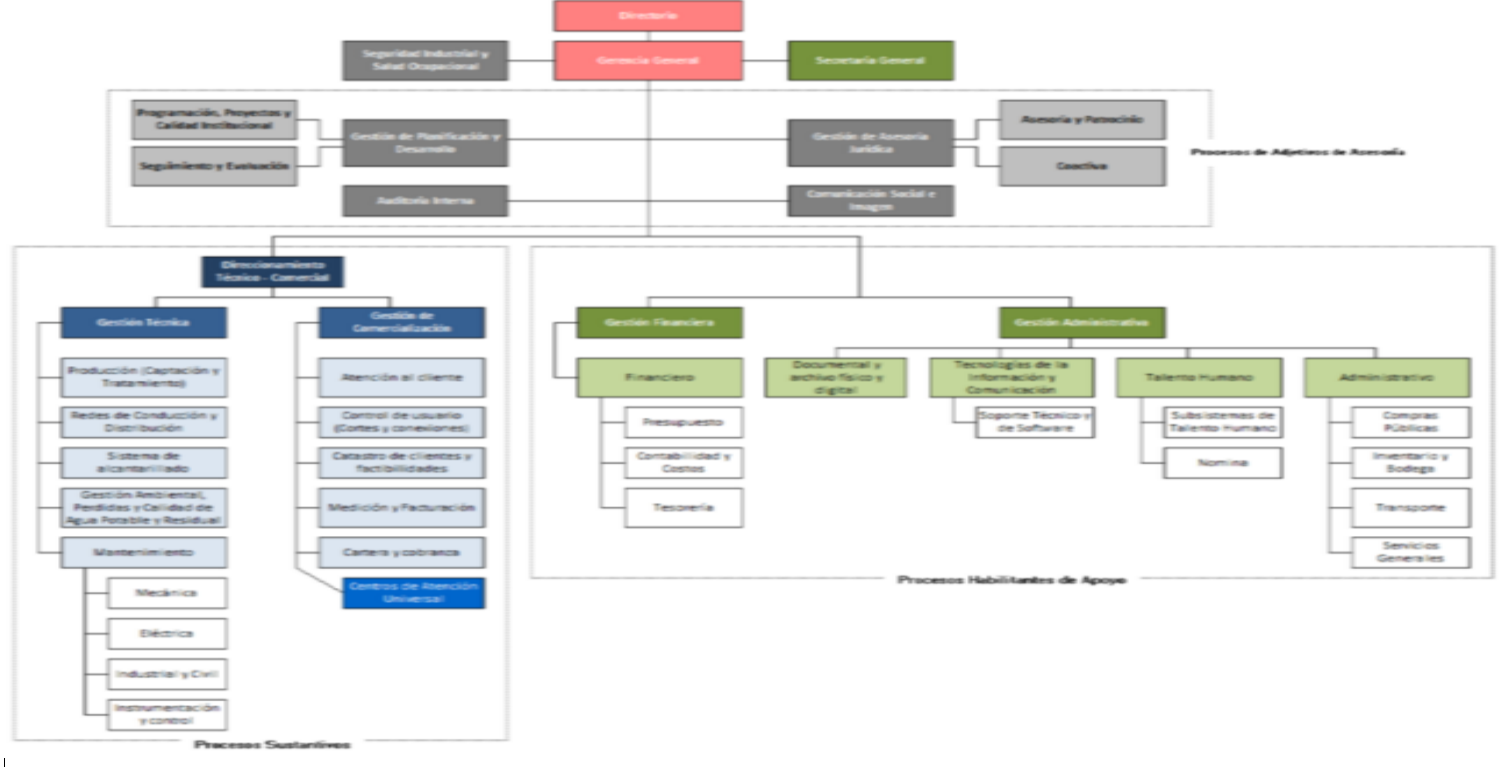 Directorio
Seguridad Industrial y
Salud Ocupacional
Gerencia General
Secretaría General
Programación, Proyectos y
Calidad Institucional
Seguimiento y Evaluación
Gestión de Planificación y
Desarrollo
Gestión de Asesoría
Jurídica
Asesoría y Patrocinio
Coactiva
Procesos de Adjetivos de Asesoría
Auditoría Interna
Comunicación Social e
Imagen
Direccionamiento
Técnico - Comercial
Gestión Técnica
Gestión de
Comercialización
Producción (Captación y
Tratamiento)
Redes de Conducción y
Distribución
Sistema de
alcantarillado
Gestión Ambiental,
Perdidas y Calidad de
Agua Potable y Residual
Mantenimiento
Mecánica
Eléctrica
Industrial y Civil
Instrumentación
y control
Atención al cliente
Control de usuario
(Cortes y conexiones)
Catastro de clientes y
factibilidades
Medición y Facturación
Cartera y cobranza
Centros de Atención
Universal
Procesos Sustantivos
Gestión Financiera
Financiero
Presupuesto
Contabilidad y
Costos
Tesorería
Gestión Administrativa
Documental y
archivo físico y
digital
Tecnologías de la
Información y
Comunicación
Soporte Técnico y
de Software
Talento Humano
Subsistemas de
Talento Humano
Nomina
Administrativo
Compras
Públicas
Inventario y
Bodega
Transporte
Servicios
Generales
Procesos Habilitantes de Apoyo